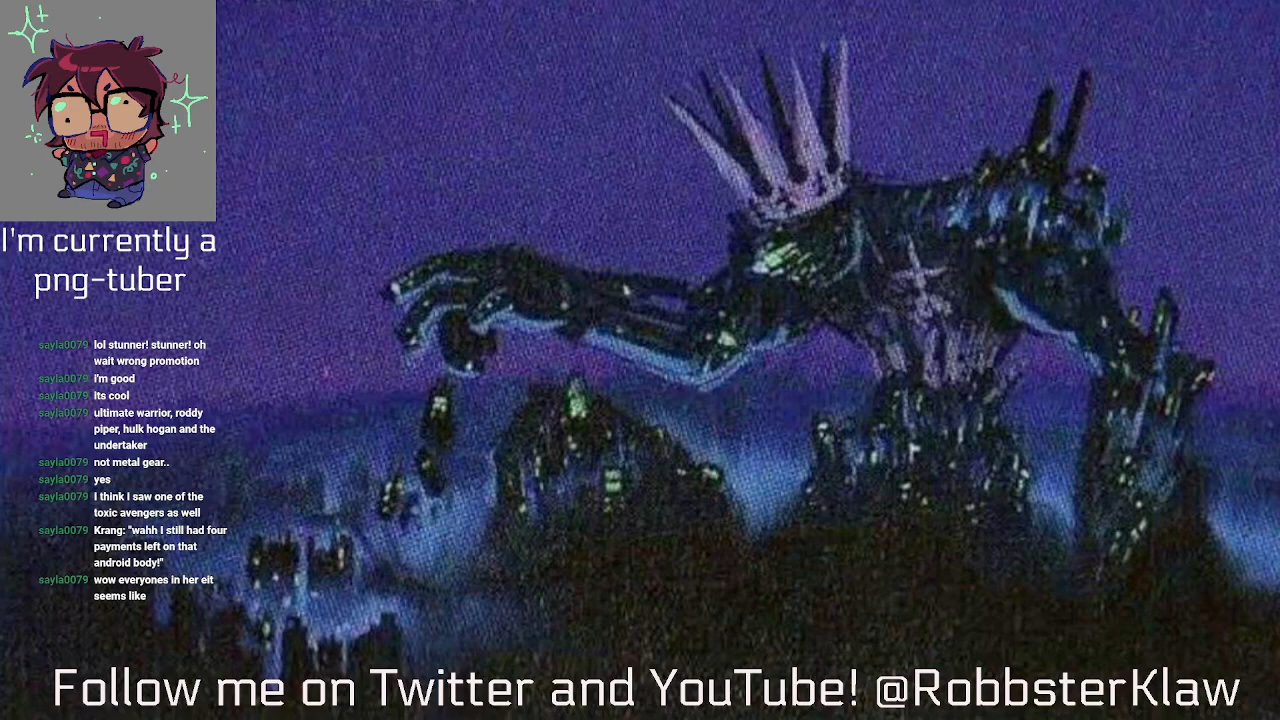 I'm currently a
png-tuber
sayla0079 lol stunner! stunner! oh
wait wrong promotion
sayla0079 i'm good
sayla0079 its cool
sayla0079 ultimate warrior, roddy
piper, hulk hogan and the
undertaker
sayla0079 not metal gear..
sayla0079 yes
sayla0079 I think I saw one of the
toxic avengers as well
sayla0079 Krang: "wahh I still had four
payments left on that
android body!"
sayla0079 wow everyones in her eit
seems like
Follow me on Twitter and YouTube! @RobbsterKlaw